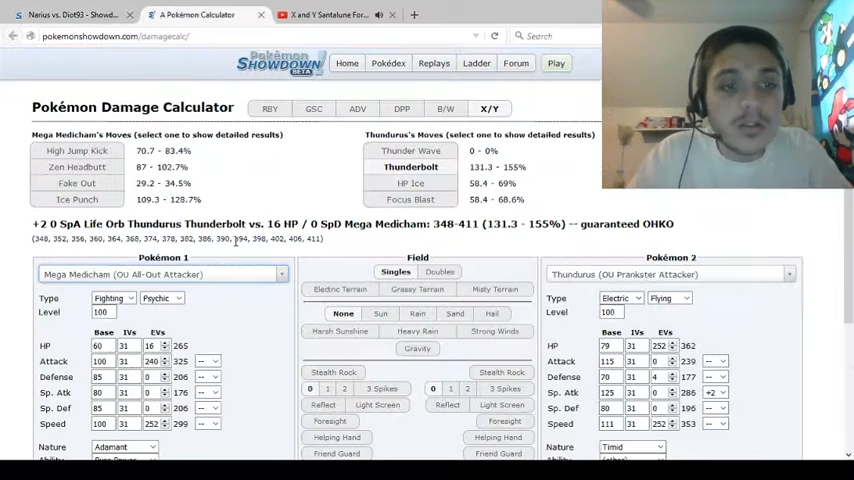 Narius vs. Diot93 - Showd... × A Pokémon Calculator × X and Y Santalune For... × +
pokemonshowdown.com/damagecalc/ Search
Pokémon SHOWDOWN! BETA Home Pokédex Replays Ladder Forum Play
Pokémon Damage Calculator RBY GSC ADV DPP B/W X/Y
Mega Medicham's Moves (select one to show detailed results) Thundurus's Moves (select one to show detailed results)
High Jump Kick 70.7 - 83.4% Thunder Wave 0 - 0%
Zen Headbutt 87 - 102.7% Thunderbolt 131.3 - 155%
Fake Out 29.2 - 34.5% HP Ice 58.4 - 69%
Ice Punch 109.3 - 128.7% Focus Blast 58.4 - 68.6%
+2 0 SpA Life Orb Thundurus Thunderbolt vs. 16 HP / 0 SpD Mega Medicham: 348-411 (131.3 - 155%) -- guaranteed OHKO
(348, 352, 356, 360, 364, 368, 374, 378, 382, 386, 390, 394, 398, 402, 406, 411)
Pokémon 1 Field Pokémon 2
Mega Medicham (OU All-Out Attacker) Singles Doubles Thundurus (OU Prankster Attacker)
Electric Terrain Grassy Terrain Misty Terrain
Type Fighting Psychic Type Electric Flying
Level 100 None Sun Rain Sand Hail Level 100
Harsh Sunshine Heavy Rain Strong Winds
Base IVs EVs Base IVs EVs
HP 60 31 16 265 Gravity HP 79 31 252 362
Attack 100 31 240 325 -- Attack 115 31 0 239 --
Defense 85 31 0 206 -- Stealth Rock Stealth Rock Defense 70 31 4 177 --
Sp. Atk 80 31 0 176 -- 0 1 2 3 Spikes 0 1 2 3 Spikes Sp. Atk 125 31 0 286 +2
Sp. Def 85 31 0 206 -- Reflect Light Screen Reflect Light Screen Sp. Def 80 31 0 196 --
Speed 100 31 252 299 -- Foresight Foresight Speed 111 31 252 353 --
Helping Hand Helping Hand
Nature Adamant Friend Guard Friend Guard Nature Timid
Ability Pure Power Ability (other)